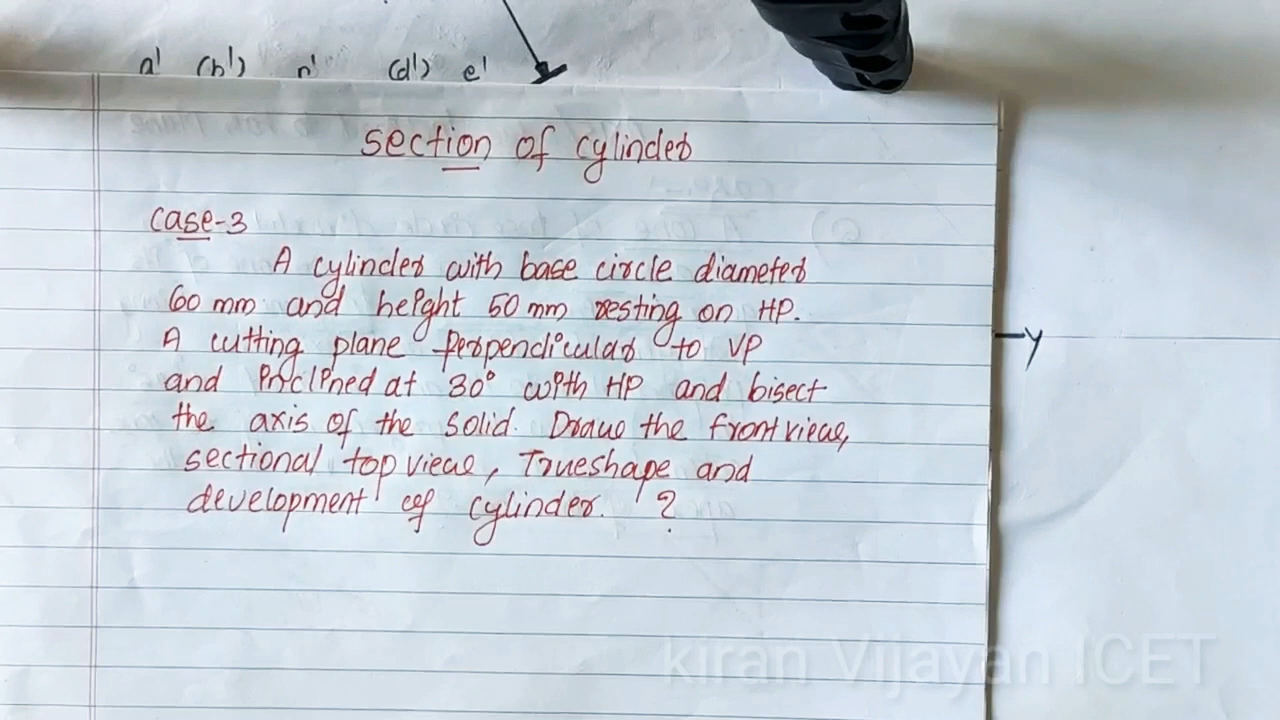 a' (b') n' (d') e'
section of cylinder
case-3
A cylinder with base circle diameter
60 mm and height 50 mm resting on HP.
A cutting plane perpendicular to VP
and inclined at 30° with HP and bisect
the axis of the solid. Draw the front view,
sectional top view, Trueshape and
development of cylinder. ?
Y
kiran Vijayan ICET